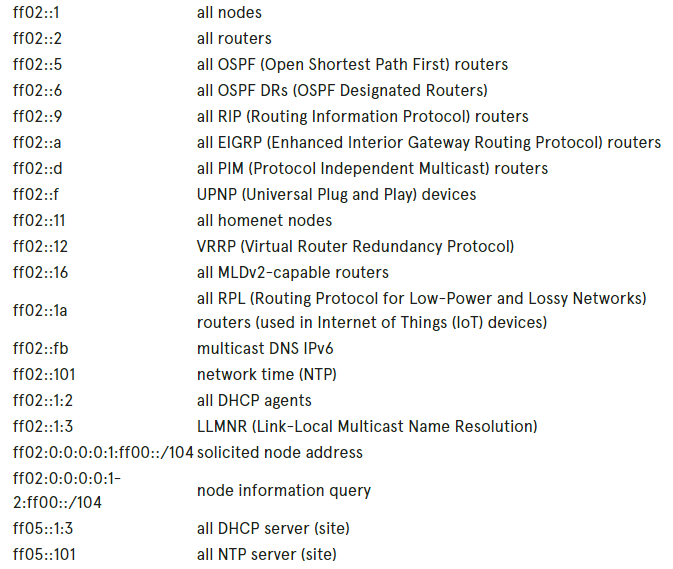 ff02::1 all nodes
ff02::2 all routers
ff02::5 all OSPF (Open Shortest Path First) routers
ff02::6 all OSPF DRs (OSPF Designated Routers)
ff02::9 all RIP (Routing Information Protocol) routers
ff02::a all EIGRP (Enhanced Interior Gateway Routing Protocol) routers
ff02::d all PIM (Protocol Independent Multicast) routers
ff02::f UPNP (Universal Plug and Play) devices
ff02::11 all homenet nodes
ff02::12 VRRP (Virtual Router Redundancy Protocol)
ff02::16 all MLDv2-capable routers
ff02::1a all RPL (Routing Protocol for Low-Power and Lossy Networks)
routers (used in Internet of Things (IoT) devices)
ff02::fb multicast DNS IPv6
ff02::101 network time (NTP)
ff02::1:2 all DHCP agents
ff02::1:3 LLMNR (Link-Local Multicast Name Resolution)
ff02:0:0:0:0:1:ff00::/104 solicited node address
ff02:0:0:0:0:1-
2:ff00::/104 node information query
ff05::1:3 all DHCP server (site)
ff05::101 all NTP server (site)